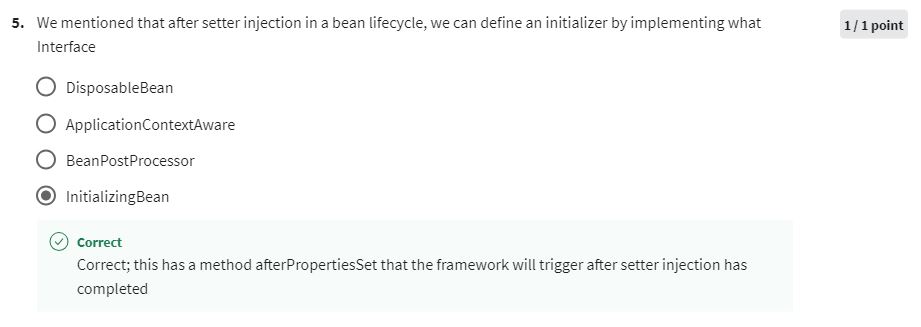 5. We mentioned that after setter injection in a bean lifecycle, we can define an initializer by implementing what
Interface
1 / 1 point
DisposableBean
ApplicationContextAware
BeanPostProcessor
InitializingBean
Correct
Correct; this has a method afterPropertiesSet that the framework will trigger after setter injection has
completed